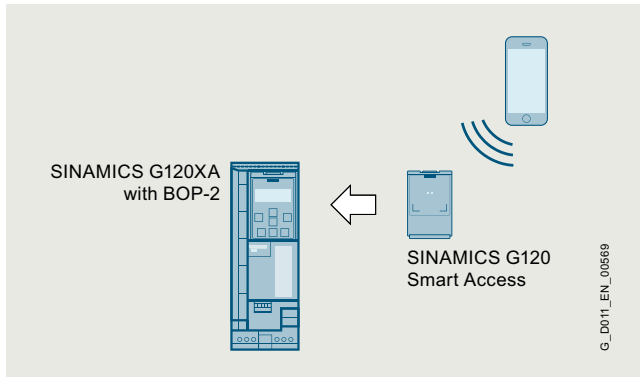 SINAMICS G120XA
with BOP-2
SINAMICS G120
Smart Access
G_D011_EN_00569